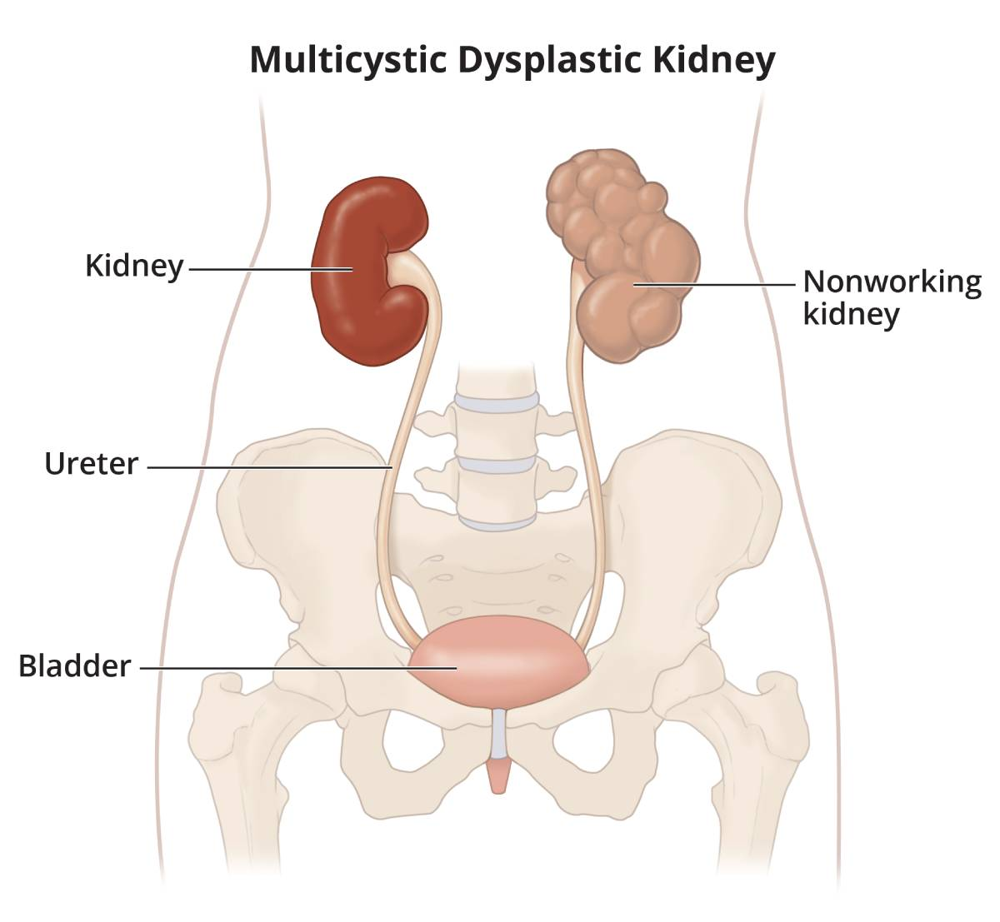 Multicystic Dysplastic Kidney
Kidney
Nonworking
kidney
Ureter
Bladder